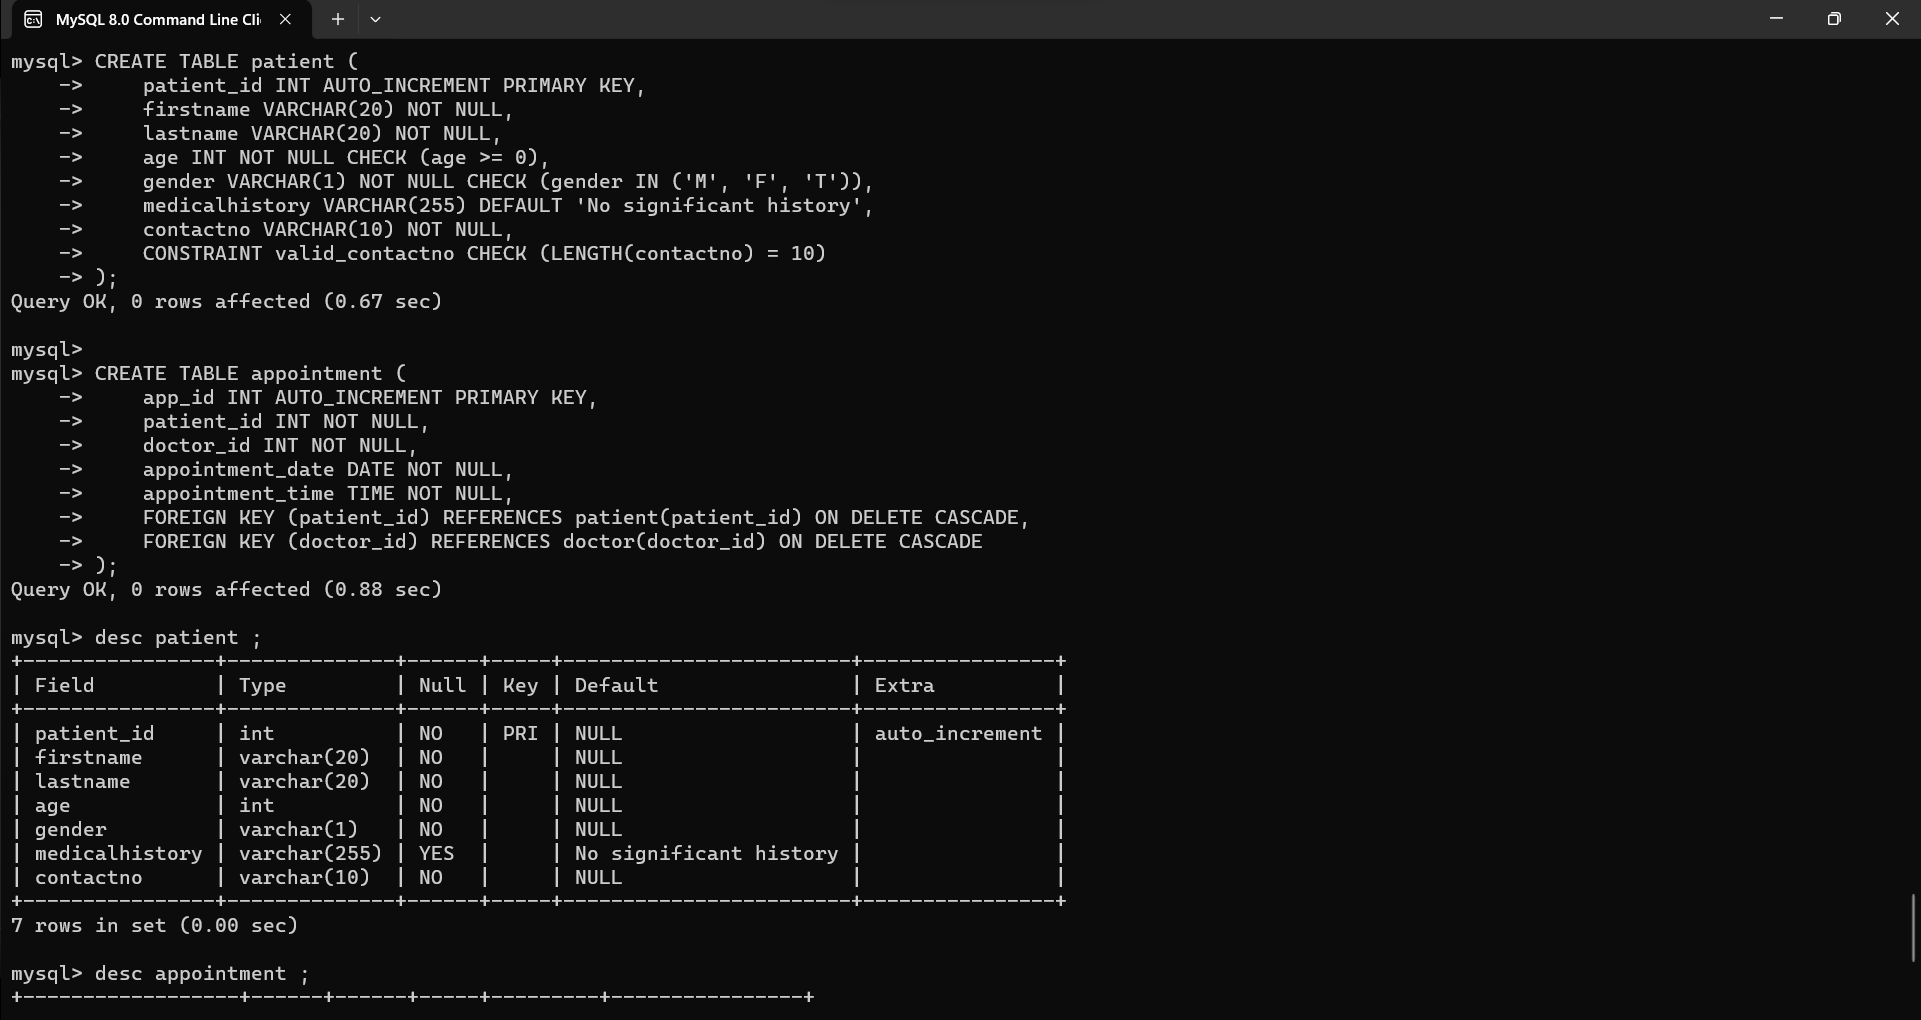 MySQL 8.0 Command Line Cli
mysql> CREATE TABLE patient (
    ->     patient_id INT AUTO_INCREMENT PRIMARY KEY,
    ->     firstname VARCHAR(20) NOT NULL,
    ->     lastname VARCHAR(20) NOT NULL,
    ->     age INT NOT NULL CHECK (age >= 0),
    ->     gender VARCHAR(1) NOT NULL CHECK (gender IN ('M', 'F', 'T')),
    ->     medicalhistory VARCHAR(255) DEFAULT 'No significant history',
    ->     contactno VARCHAR(10) NOT NULL,
    ->     CONSTRAINT valid_contactno CHECK (LENGTH(contactno) = 10)
    -> );
Query OK, 0 rows affected (0.67 sec)

mysql>
mysql> CREATE TABLE appointment (
    ->     app_id INT AUTO_INCREMENT PRIMARY KEY,
    ->     patient_id INT NOT NULL,
    ->     doctor_id INT NOT NULL,
    ->     appointment_date DATE NOT NULL,
    ->     appointment_time TIME NOT NULL,
    ->     FOREIGN KEY (patient_id) REFERENCES patient(patient_id) ON DELETE CASCADE,
    ->     FOREIGN KEY (doctor_id) REFERENCES doctor(doctor_id) ON DELETE CASCADE
    -> );
Query OK, 0 rows affected (0.88 sec)

mysql> desc patient ;
+----------------+--------------+------+-----+------------------------+----------------+
| Field          | Type         | Null | Key | Default                | Extra          |
+----------------+--------------+------+-----+------------------------+----------------+
| patient_id     | int          | NO   | PRI | NULL                   | auto_increment |
| firstname      | varchar(20)  | NO   |     | NULL                   |                |
| lastname       | varchar(20)  | NO   |     | NULL                   |                |
| age            | int          | NO   |     | NULL                   |                |
| gender         | varchar(1)   | NO   |     | NULL                   |                |
| medicalhistory | varchar(255) | YES  |     | No significant history |                |
| contactno      | varchar(10)  | NO   |     | NULL                   |                |
+----------------+--------------+------+-----+------------------------+----------------+
7 rows in set (0.00 sec)

mysql> desc appointment ;
+------------------+------+------+-----+---------+----------------+